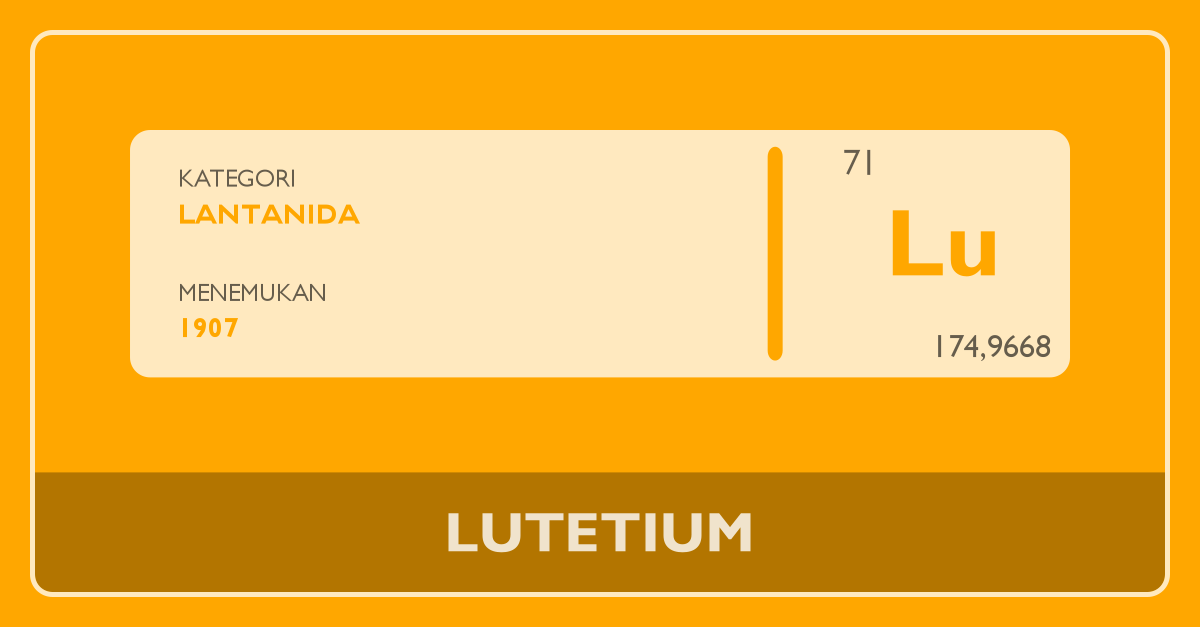 KATEGORI
LANTANIDA
MENEMUKAN
1907
71
Lu
174,9668
LUTETIUM